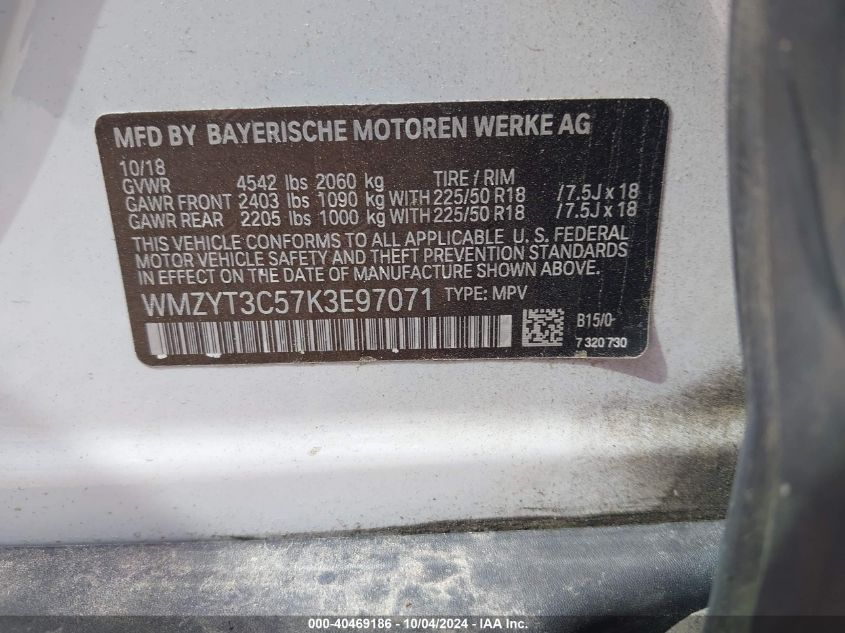 MFD BY BAYERISCHE MOTOREN WERKE AG
10/18
GVWR 4542 lbs 2060 kg TIRE / RIM
GAWR FRONT 2403 lbs 1090 kg WITH 225/50 R18 /7.5J x 18
GAWR REAR 2205 lbs 1000 kg WITH 225/50 R18 /7.5J x 18
THIS VEHICLE CONFORMS TO ALL APPLICABLE U. S. FEDERAL
MOTOR VEHICLE SAFETY AND THEFT PREVENTION STANDARDS
IN EFFECT ON THE DATE OF MANUFACTURE SHOWN ABOVE.
WMZYT3C57K3E97071 TYPE: MPV
B15/0
7 320 730
000-40469186 - 10/04/2024 - IAA Inc.